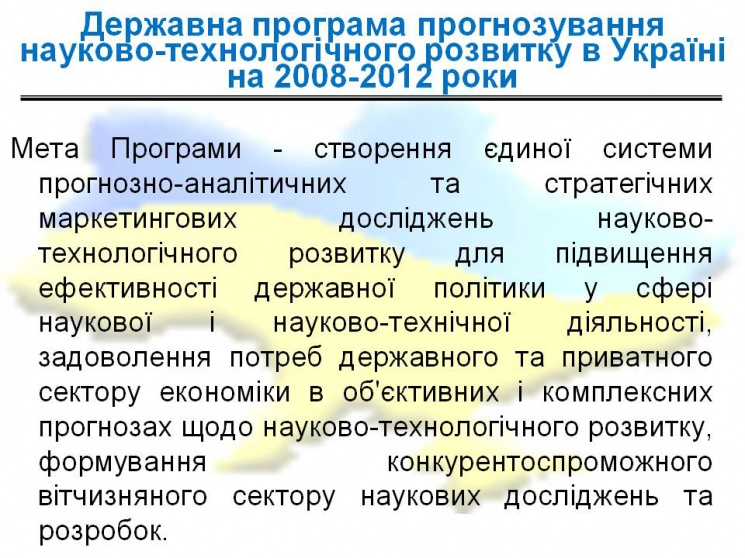 Державна програма прогнозування
науково-технологічного розвитку в Україні
на 2008-2012 роки
Мета Програми - створення єдиної системи
прогнозно-аналітичних та стратегічних
маркетингових досліджень науково-
технологічного розвитку для підвищення
ефективності державної політики у сфері
наукової і науково-технічної діяльності,
задоволення потреб державного та приватного
сектору економіки в об'єктивних і комплексних
прогнозах щодо науково-технологічного розвитку,
формування конкурентоспроможного
вітчизняного сектору наукових досліджень та
розробок.